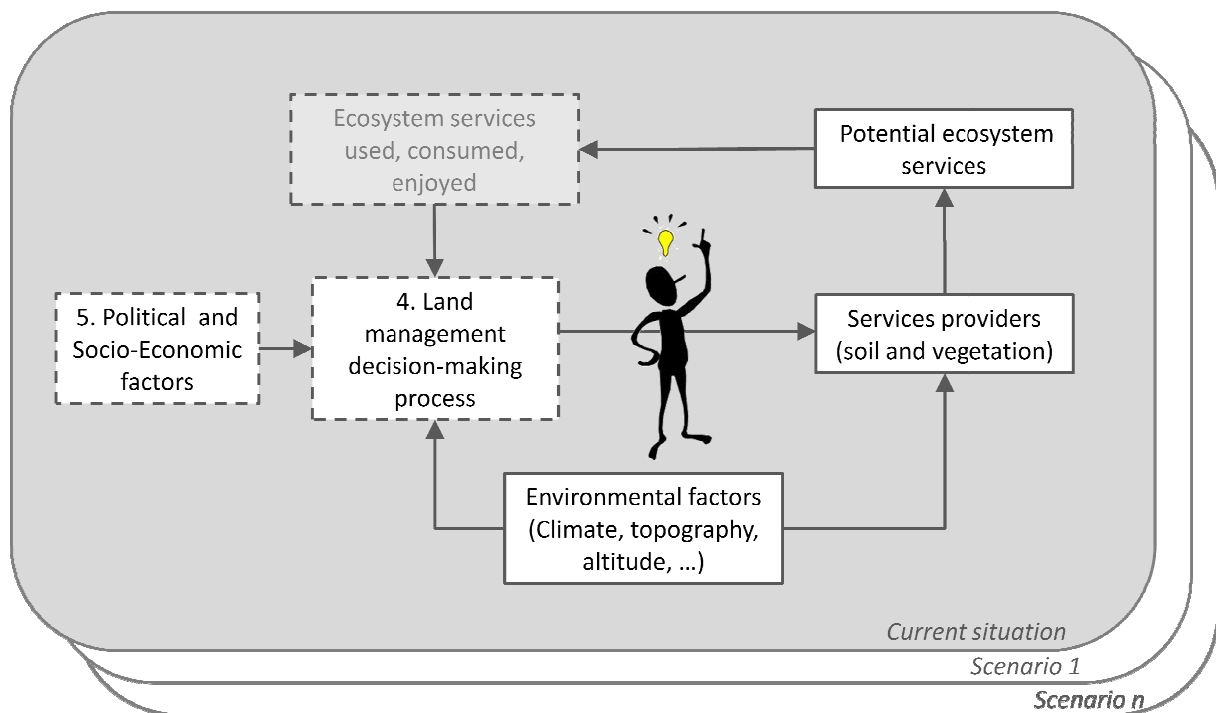 Ecosystem services
used, consumed,
enjoyed
Potential ecosystem
services
5. Political and
Socio-Economic
factors
4. Land
management
decision-making
process
Services providers
(soil and vegetation)
Environmental factors
(Climate, topography,
altitude, ...)
Current situation
Scenario 1
Scenario n